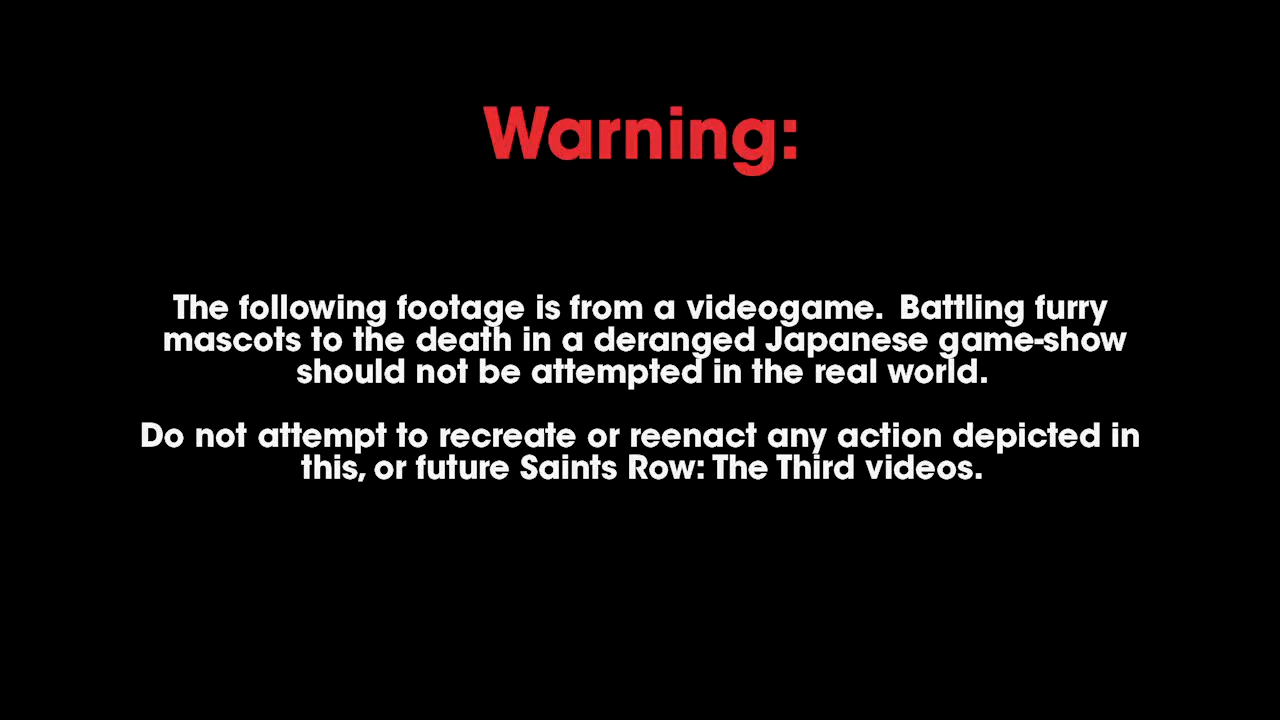 Warning:
The following footage is from a videogame.  Battling furry
mascots to the death in a deranged Japanese game-show
should not be attempted in the real world.
Do not attempt to recreate or reenact any action depicted in
this, or future Saints Row: The Third videos.